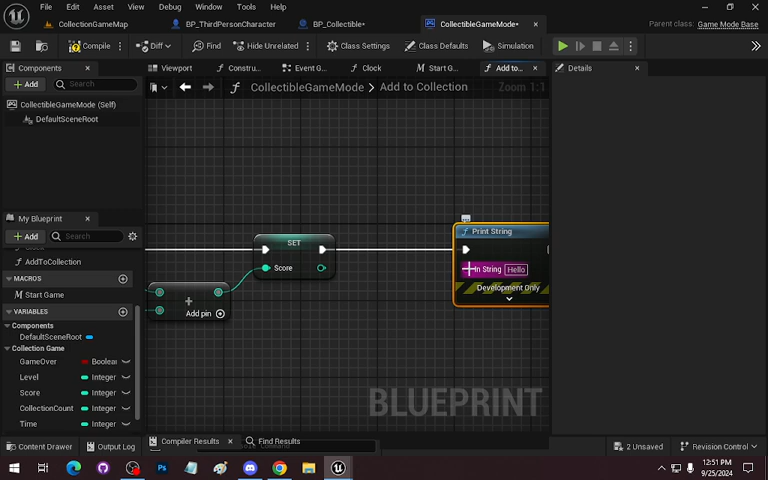 File Edit Asset View Debug Window Tools Help
CollectionGameMap BP_ThirdPersonCharacter BP_Collectible* CollectibleGameMode* Parent class: Game Mode Base
Compile Diff Find Hide Unrelated Class Settings Class Defaults Simulation
Components Viewport Constru... Event G... Clock Start G... Add to... Details
+ Add Search CollectibleGameMode > Add to Collection Zoom 1:1
CollectibleGameMode (Self)
DefaultSceneRoot
My Blueprint
+ Add Search
AddToCollection
MACROS
Start Game
VARIABLES
Components
DefaultSceneRoot
Collection Game
GameOver Boolean
Level Integer
Score Integer
CollectionCount Integer
Time Integer
SET
Score
+
Add pin
Print String
In String Hello
Development Only
BLUEPRINT
Content Drawer Output Log Compiler Results Find Results 2 Unsaved Revision Control
12:51 PM
9/25/2024